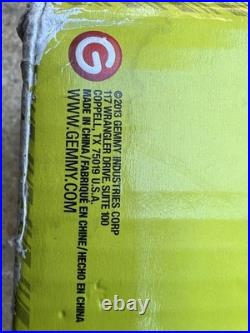 G
©2013 GEMMY INDUSTRIES CORP
117 WRANGLER DRIVE, SUITE 100
COPPELL, TX 75019 U.S.A.
MADE IN CHINA/FABRIQUÉ EN CHINE/HECHO EN CHINA
WWW.GEMMY.COM